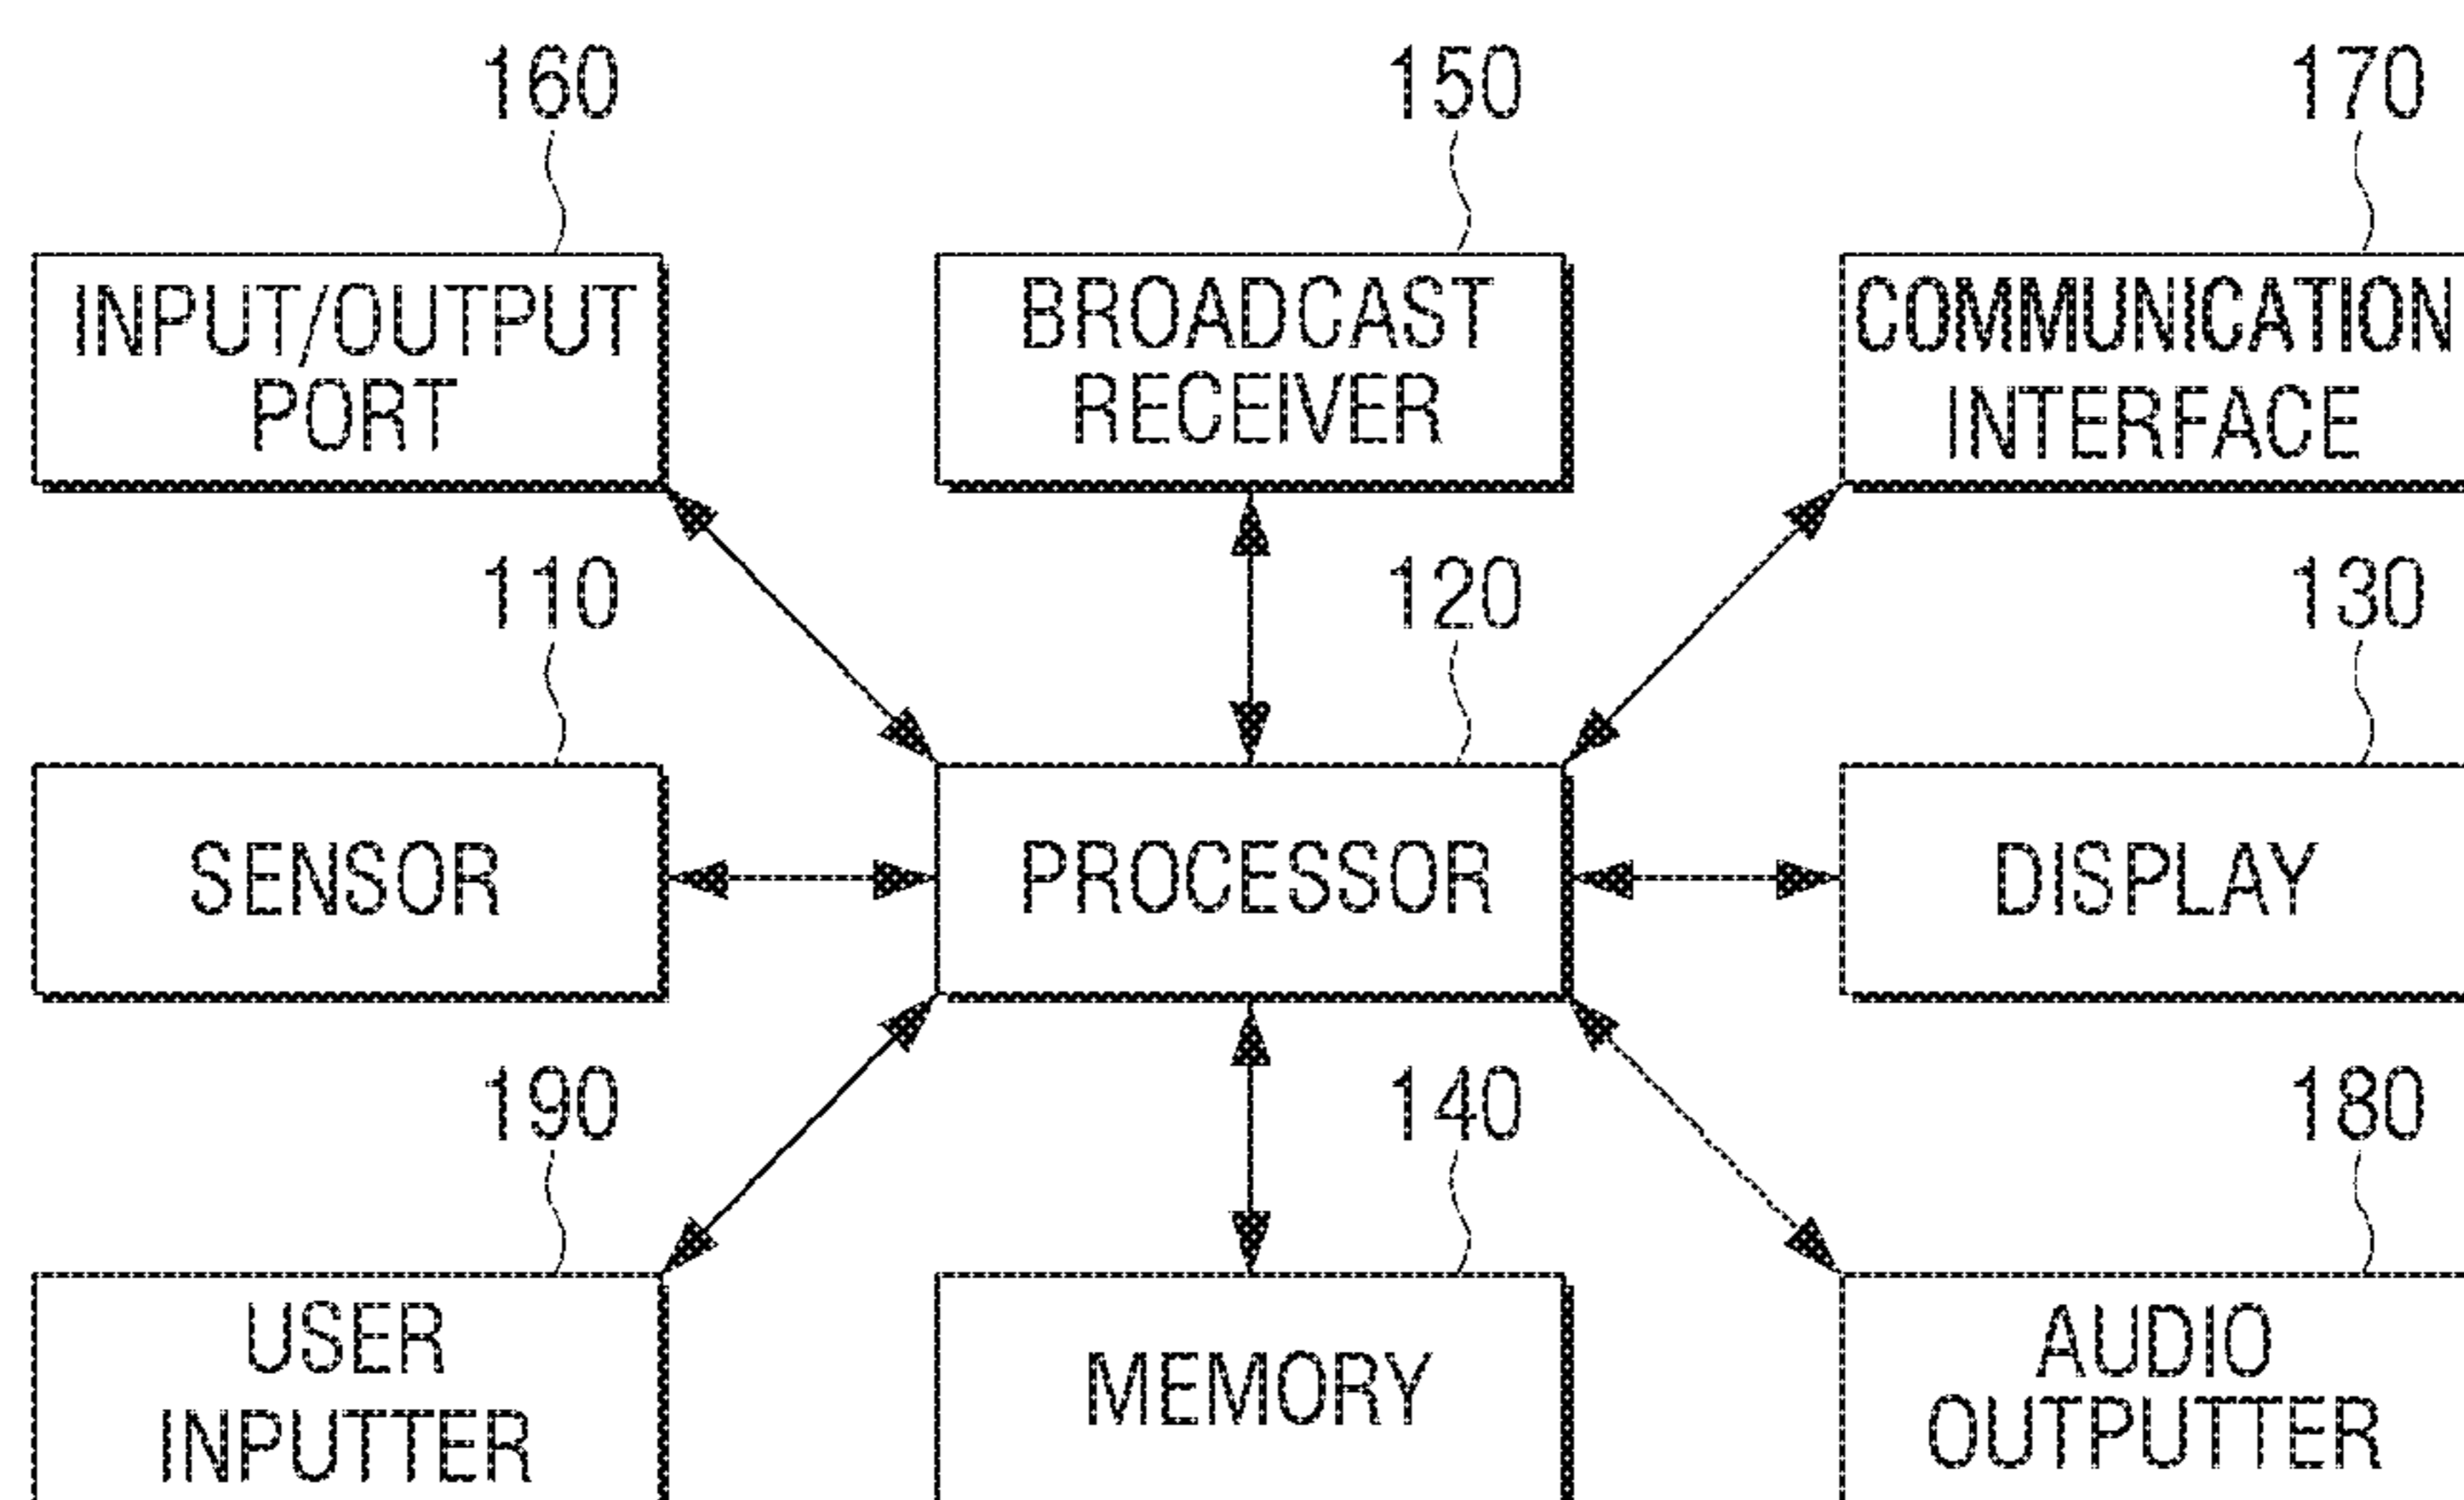 160
150
170
INPUT/OUTPUT
PORT
BROADCAST
RECEIVER
COMMUNICATION
INTERFACE
110
120
130
SENSOR
PROCESSOR
DISPLAY
190
140
180
USER
INPUTTER
MEMORY
AUDIO
OUTPUTTER